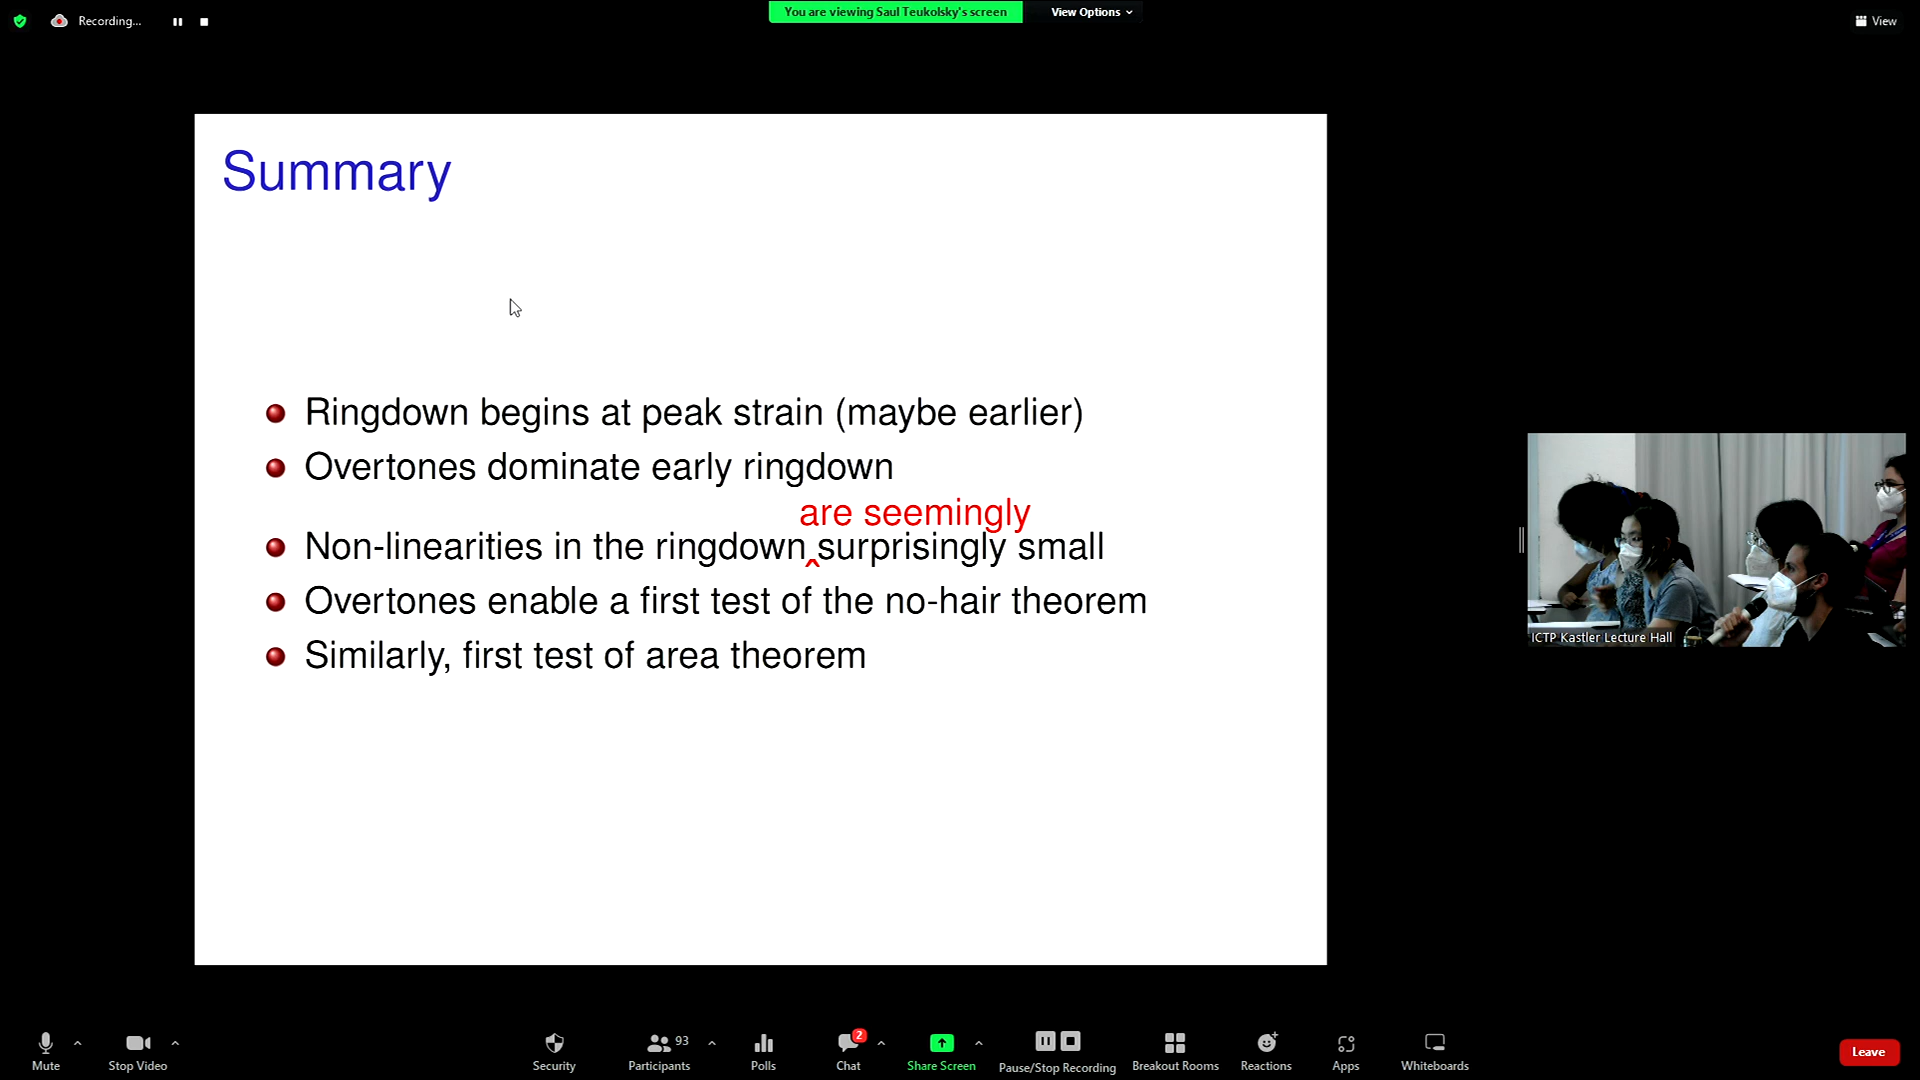 Recording...
You are viewing Saul Teukolsky's screen
View Options
View
Summary
Ringdown begins at peak strain (maybe earlier)
Overtones dominate early ringdown
are seemingly
Non-linearities in the ringdown ^ surprisingly small
Overtones enable a first test of the no-hair theorem
Similarly, first test of area theorem
ICTP Kastler Lecture Hall
Mute
Stop Video
Security
93
Participants
Polls
2
Chat
Share Screen
Pause/Stop Recording
Breakout Rooms
Reactions
Apps
Whiteboards
Leave